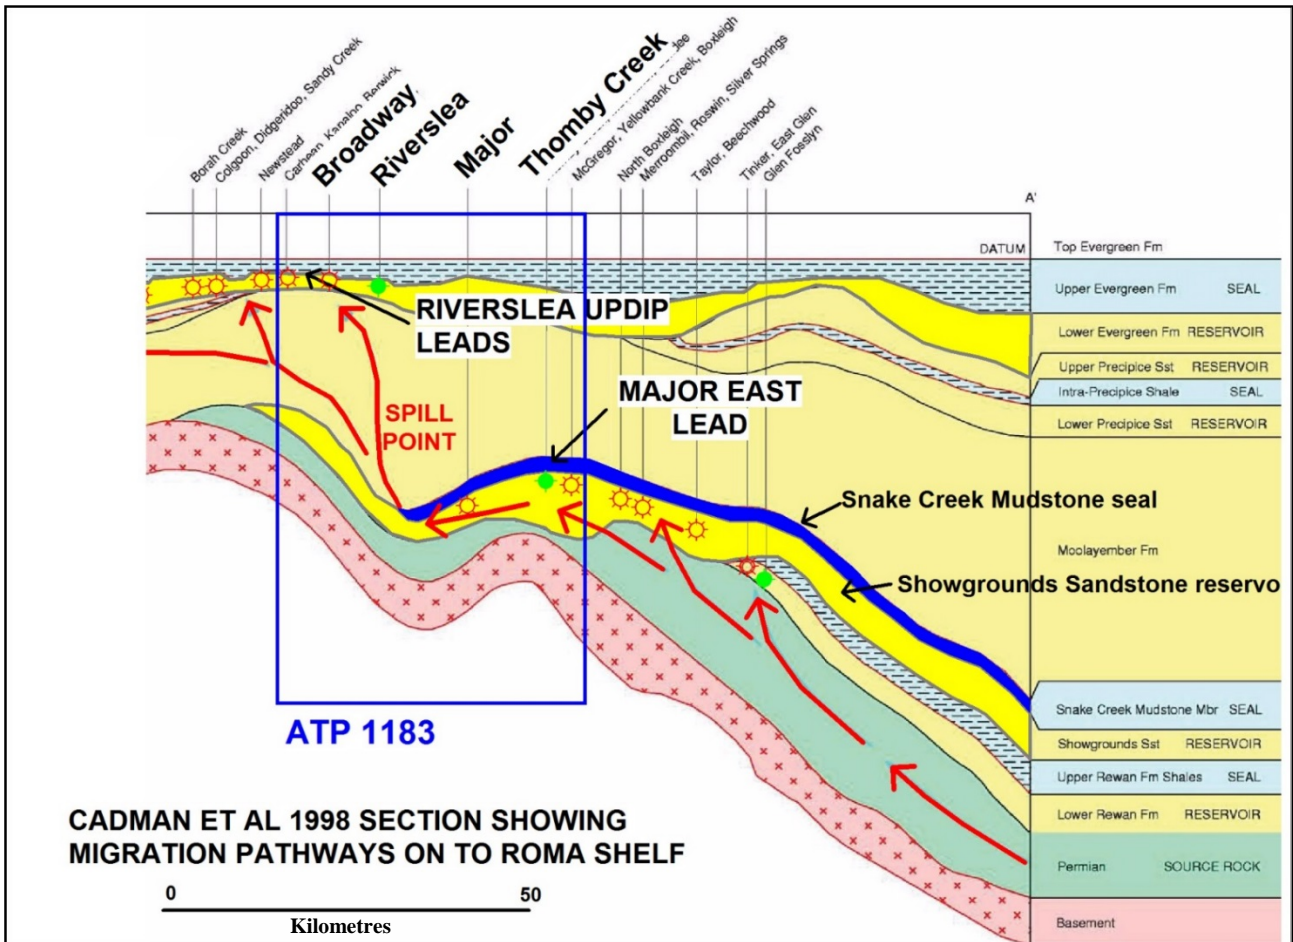 Borah Creek
Colgoon, Didgeridoo, Sandy Creek
Newstead
Broadway
Riverslea
Major
Thomby Creek
McGregor, Yellowbank Creek, Boxleigh
North Boxleigh
Merroombil, Roswin, Silver Springs
Taylor, Beechwood
Tinker, East Glen
Glen Fosslyn
A'
DATUM
Top Evergreen Fm
Upper Evergreen Fm SEAL
RIVERSLEA UPDIP
LEADS
Lower Evergreen Fm RESERVOIR
Upper Precipice Sst RESERVOIR
Intra-Precipice Shale SEAL
Lower Precipice Sst RESERVOIR
MAJOR EAST
LEAD
SPILL
POINT
Snake Creek Mudstone seal
Moolayember Fm
Showgrounds Sandstone reservo
Snake Creek Mudstone Mbr SEAL
Showgrounds Sst RESERVOIR
Upper Rewan Fm Shales SEAL
Lower Rewan Fm RESERVOIR
Permian SOURCE ROCK
Basement
ATP 1183
CADMAN ET AL 1998 SECTION SHOWING
MIGRATION PATHWAYS ON TO ROMA SHELF
0 50
Kilometres